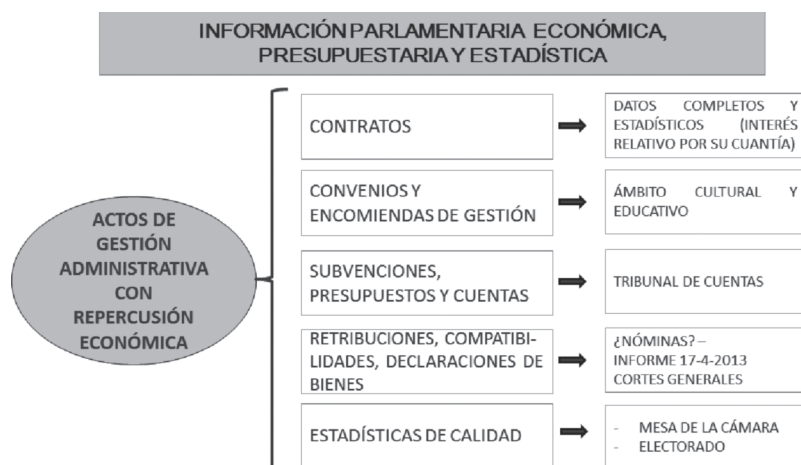 INFORMACIÓN PARLAMENTARIA ECONÓMICA,
PRESUPUESTARIA Y ESTADÍSTICA
ACTOS DE
GESTIÓN
ADMINISTRATIVA
CON
REPERCUSIÓN
ECONÓMICA
CONTRATOS
DATOS COMPLETOS Y
ESTADÍSTICOS (INTERÉS
RELATIVO POR SU CUANTÍA)
CONVENIOS Y
ENCOMIENDAS DE GESTIÓN
ÁMBITO CULTURAL Y
EDUCATIVO
SUBVENCIONES,
PRESUPUESTOS Y CUENTAS
TRIBUNAL DE CUENTAS
RETRIBUCIONES, COMPATIBI-
LIDADES, DECLARACIONES DE
BIENES
¿NÓMINAS? –
INFORME 17-4-2013
CORTES GENERALES
ESTADÍSTICAS DE CALIDAD
- MESA DE LA CÁMARA
- ELECTORADO